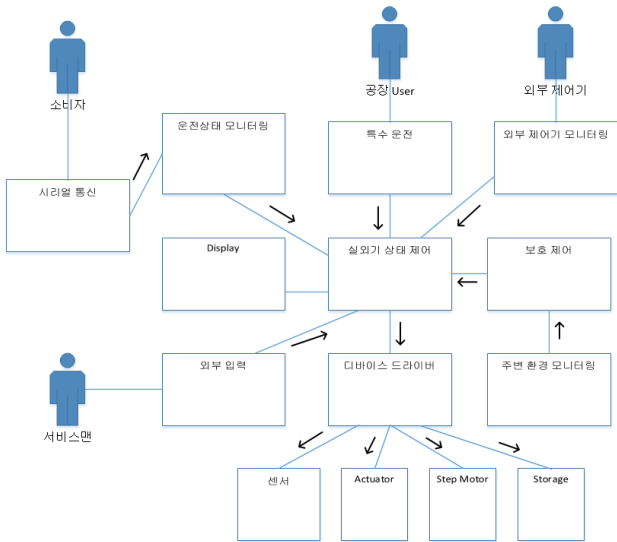 소비자
공장 User
외부 제어기
시리얼 통신
운전상태 모니터링
특수 운전
외부 제어기 모니터링
Display
실외기 상태 제어
보호 제어
서비스맨
외부 입력
디바이스 드라이버
주변 환경 모니터링
센서
Actuator
Step Motor
Storage